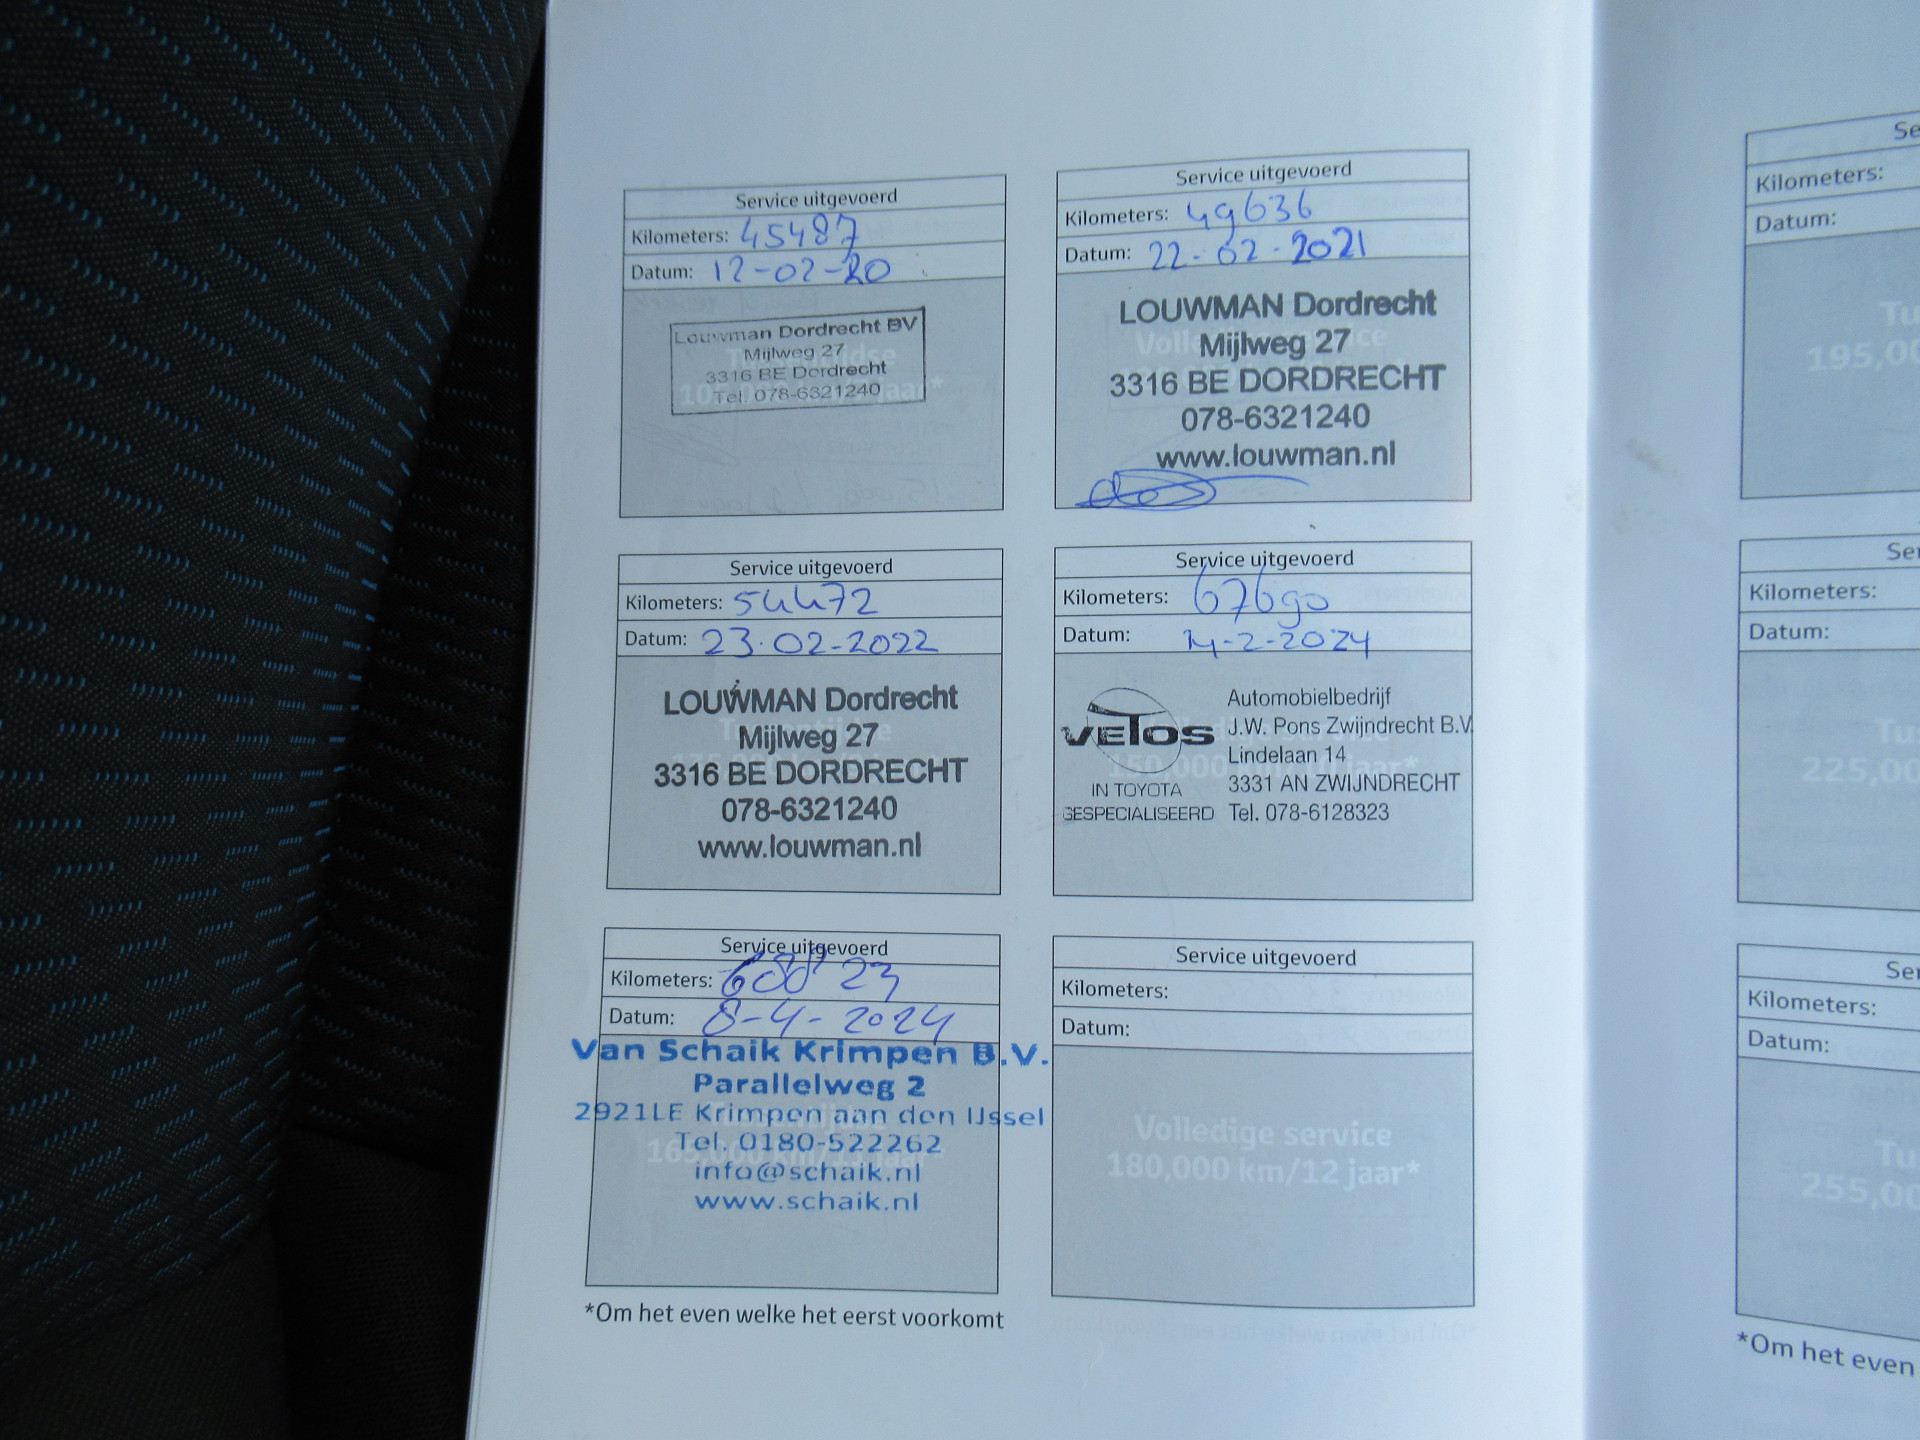 Service uitgevoerd
Kilometers: 45487
Datum: 12-02-20
Louwman Dordrecht BV
Mijlweg 27
3316 BE Dordrecht
Tel. 078-6321240
Service uitgevoerd
Kilometers: 49636
Datum: 22-02-2021
LOUWMAN Dordrecht
Mijlweg 27
3316 BE DORDRECHT
078-6321240
www.louwman.nl
Service uitgevoerd
Kilometers: 54472
Datum: 23.02-2022
LOUWMAN Dordrecht
Mijlweg 27
3316 BE DORDRECHT
078-6321240
www.louwman.nl
Service uitgevoerd
Kilometers: 67690
Datum: 14-2-2024
VETOS
IN TOYOTA
GESPECIALISEERD
Automobielbedrijf
J.W. Pons Zwijndrecht B.V.
Lindelaan 14
3331 AN ZWIJNDRECHT
Tel. 078-6128323
150,000
jaar*
Service uitgevoerd
Kilometers: 68823
Datum: 8-4-2024
Van Schaik Krimpen B.V.
Parallelweg 2
2921LE Krimpen aan den IJssel
Tel. 0180-522262
info@schaik.nl
www.schaik.nl
Service uitgevoerd
Kilometers:
Datum:
Volledige service
180,000 km/12 jaar*
*Om het even welke het eerst voorkomt
Kilometers:
Datum:
195,00
Kilometers:
Datum:
225,00
Kilometers:
Datum:
255,00
*Om het even